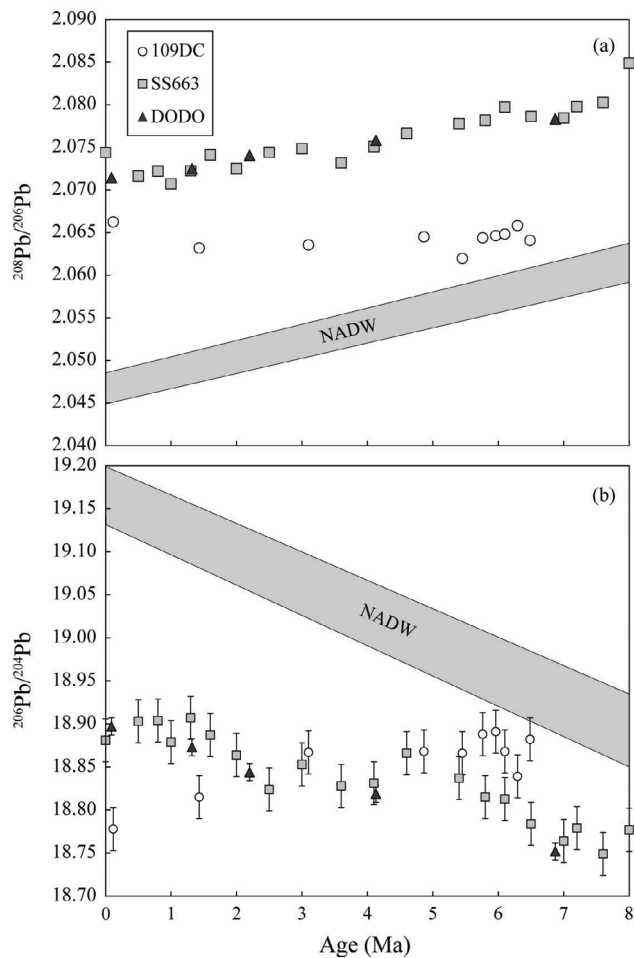 2.090
2.085
2.080
2.075
2.070
2.065
2.060
2.055
2.050
2.045
2.040
²⁰⁸Pb/²⁰⁶Pb
109DC
SS663
DODO
(a)
NADW
19.20
19.15
19.10
19.05
19.00
18.95
18.90
18.85
18.80
18.75
18.70
²⁰⁶Pb/²⁰⁴Pb
(b)
NADW
0 1 2 3 4 5 6 7 8
Age (Ma)